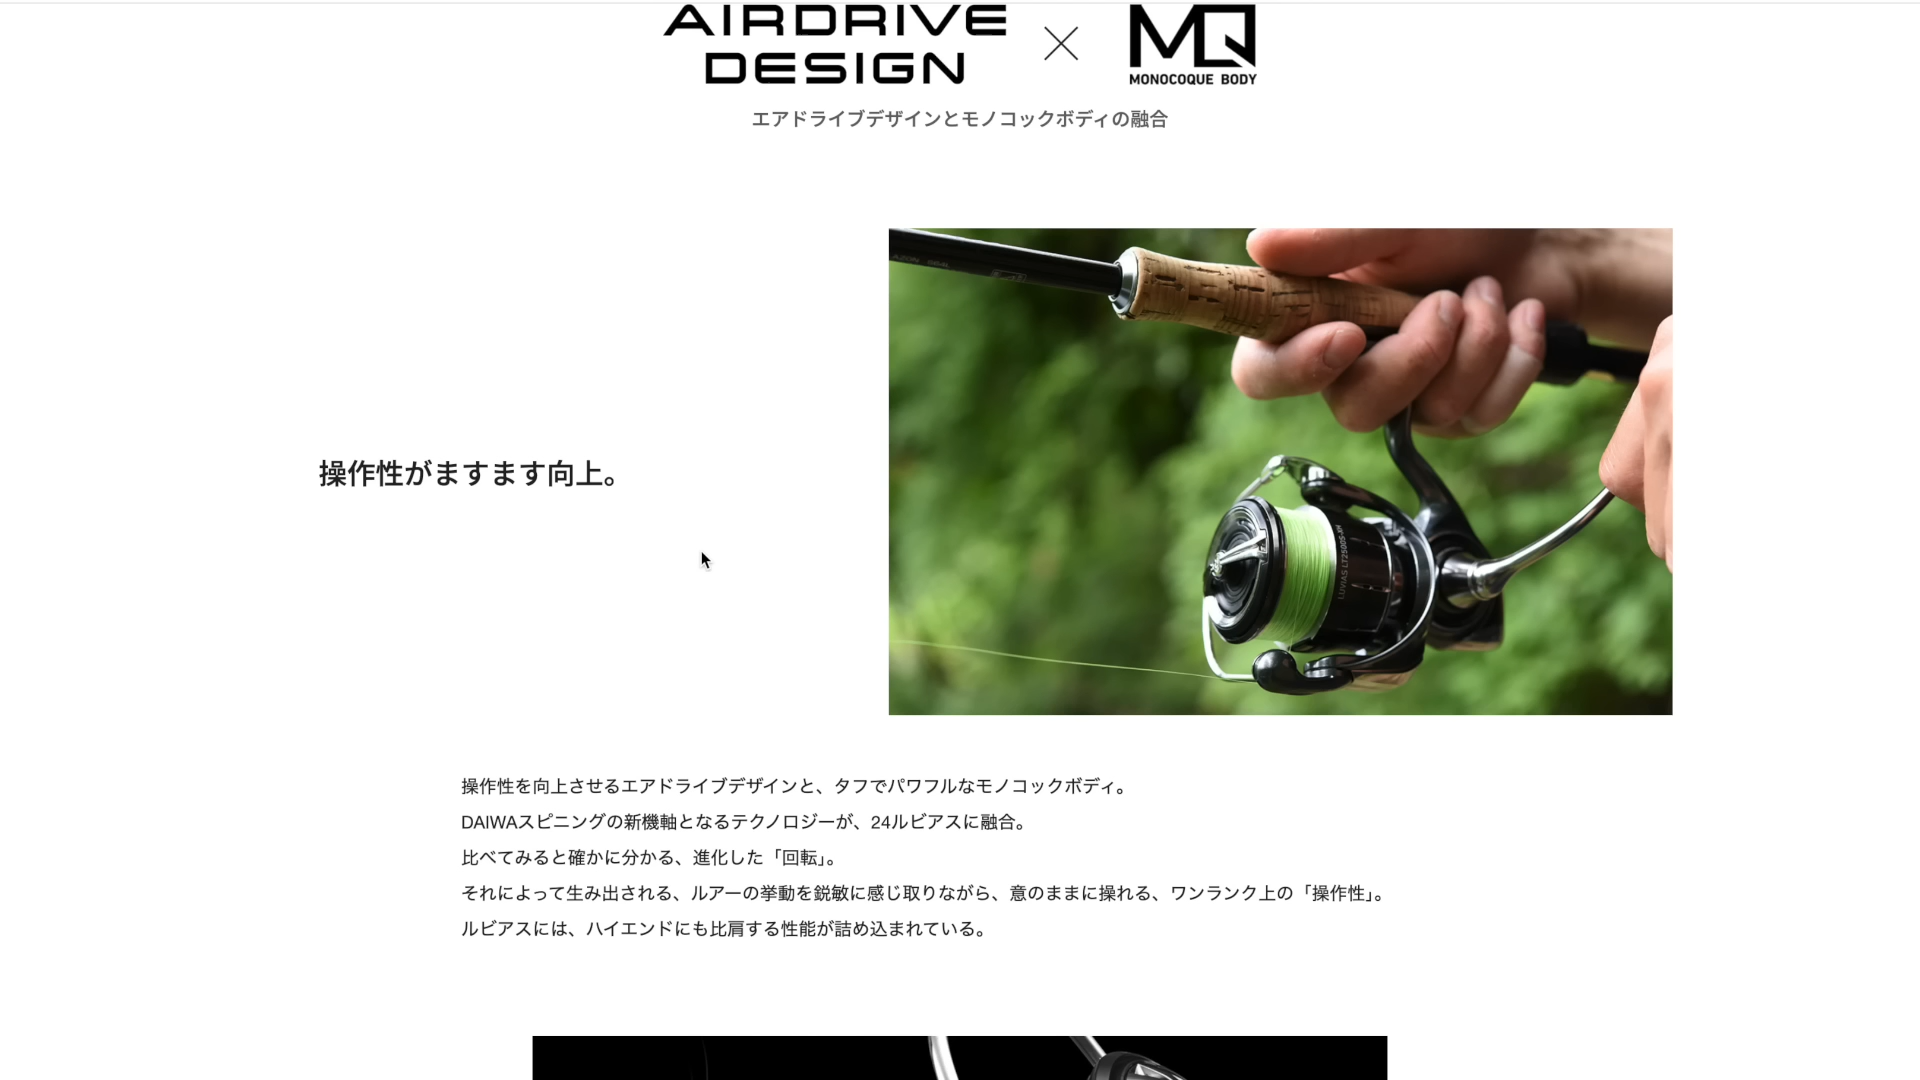 AIRDRIVE
DESIGN
MQ
MONOCOQUE BODY
エアドライブデザインとモノコックボディの融合
操作性がますます向上。
LUVIAS LT2500S-XH
操作性を向上させるエアドライブデザインと、タフでパワフルなモノコックボディ。
DAIWAスピニングの新機軸となるテクノロジーが、24ルビアスに融合。
比べてみると確かに分かる、進化した「回転」。
それによって生み出される、ルアーの挙動を鋭敏に感じ取りながら、意のままに操れる、ワンランク上の「操作性」。
ルビアスには、ハイエンドにも比肩する性能が詰め込まれている。